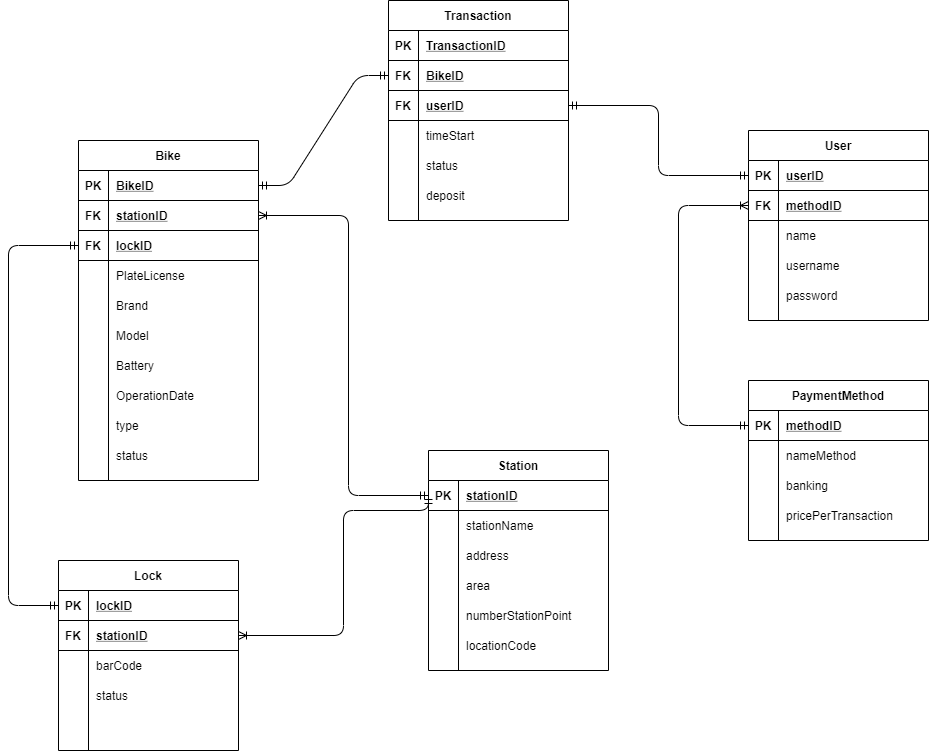 Transaction
PK TransactionID
FK BikeID
FK userID
timeStart
status
deposit
Bike
PK BikeID
FK stationID
FK lockID
PlateLicense
Brand
Model
Battery
OperationDate
type
status
User
PK userID
FK methodID
name
username
password
PaymentMethod
PK methodID
nameMethod
banking
pricePerTransaction
Station
PK stationID
stationName
address
area
numberStationPoint
locationCode
Lock
PK lockID
FK stationID
barCode
status